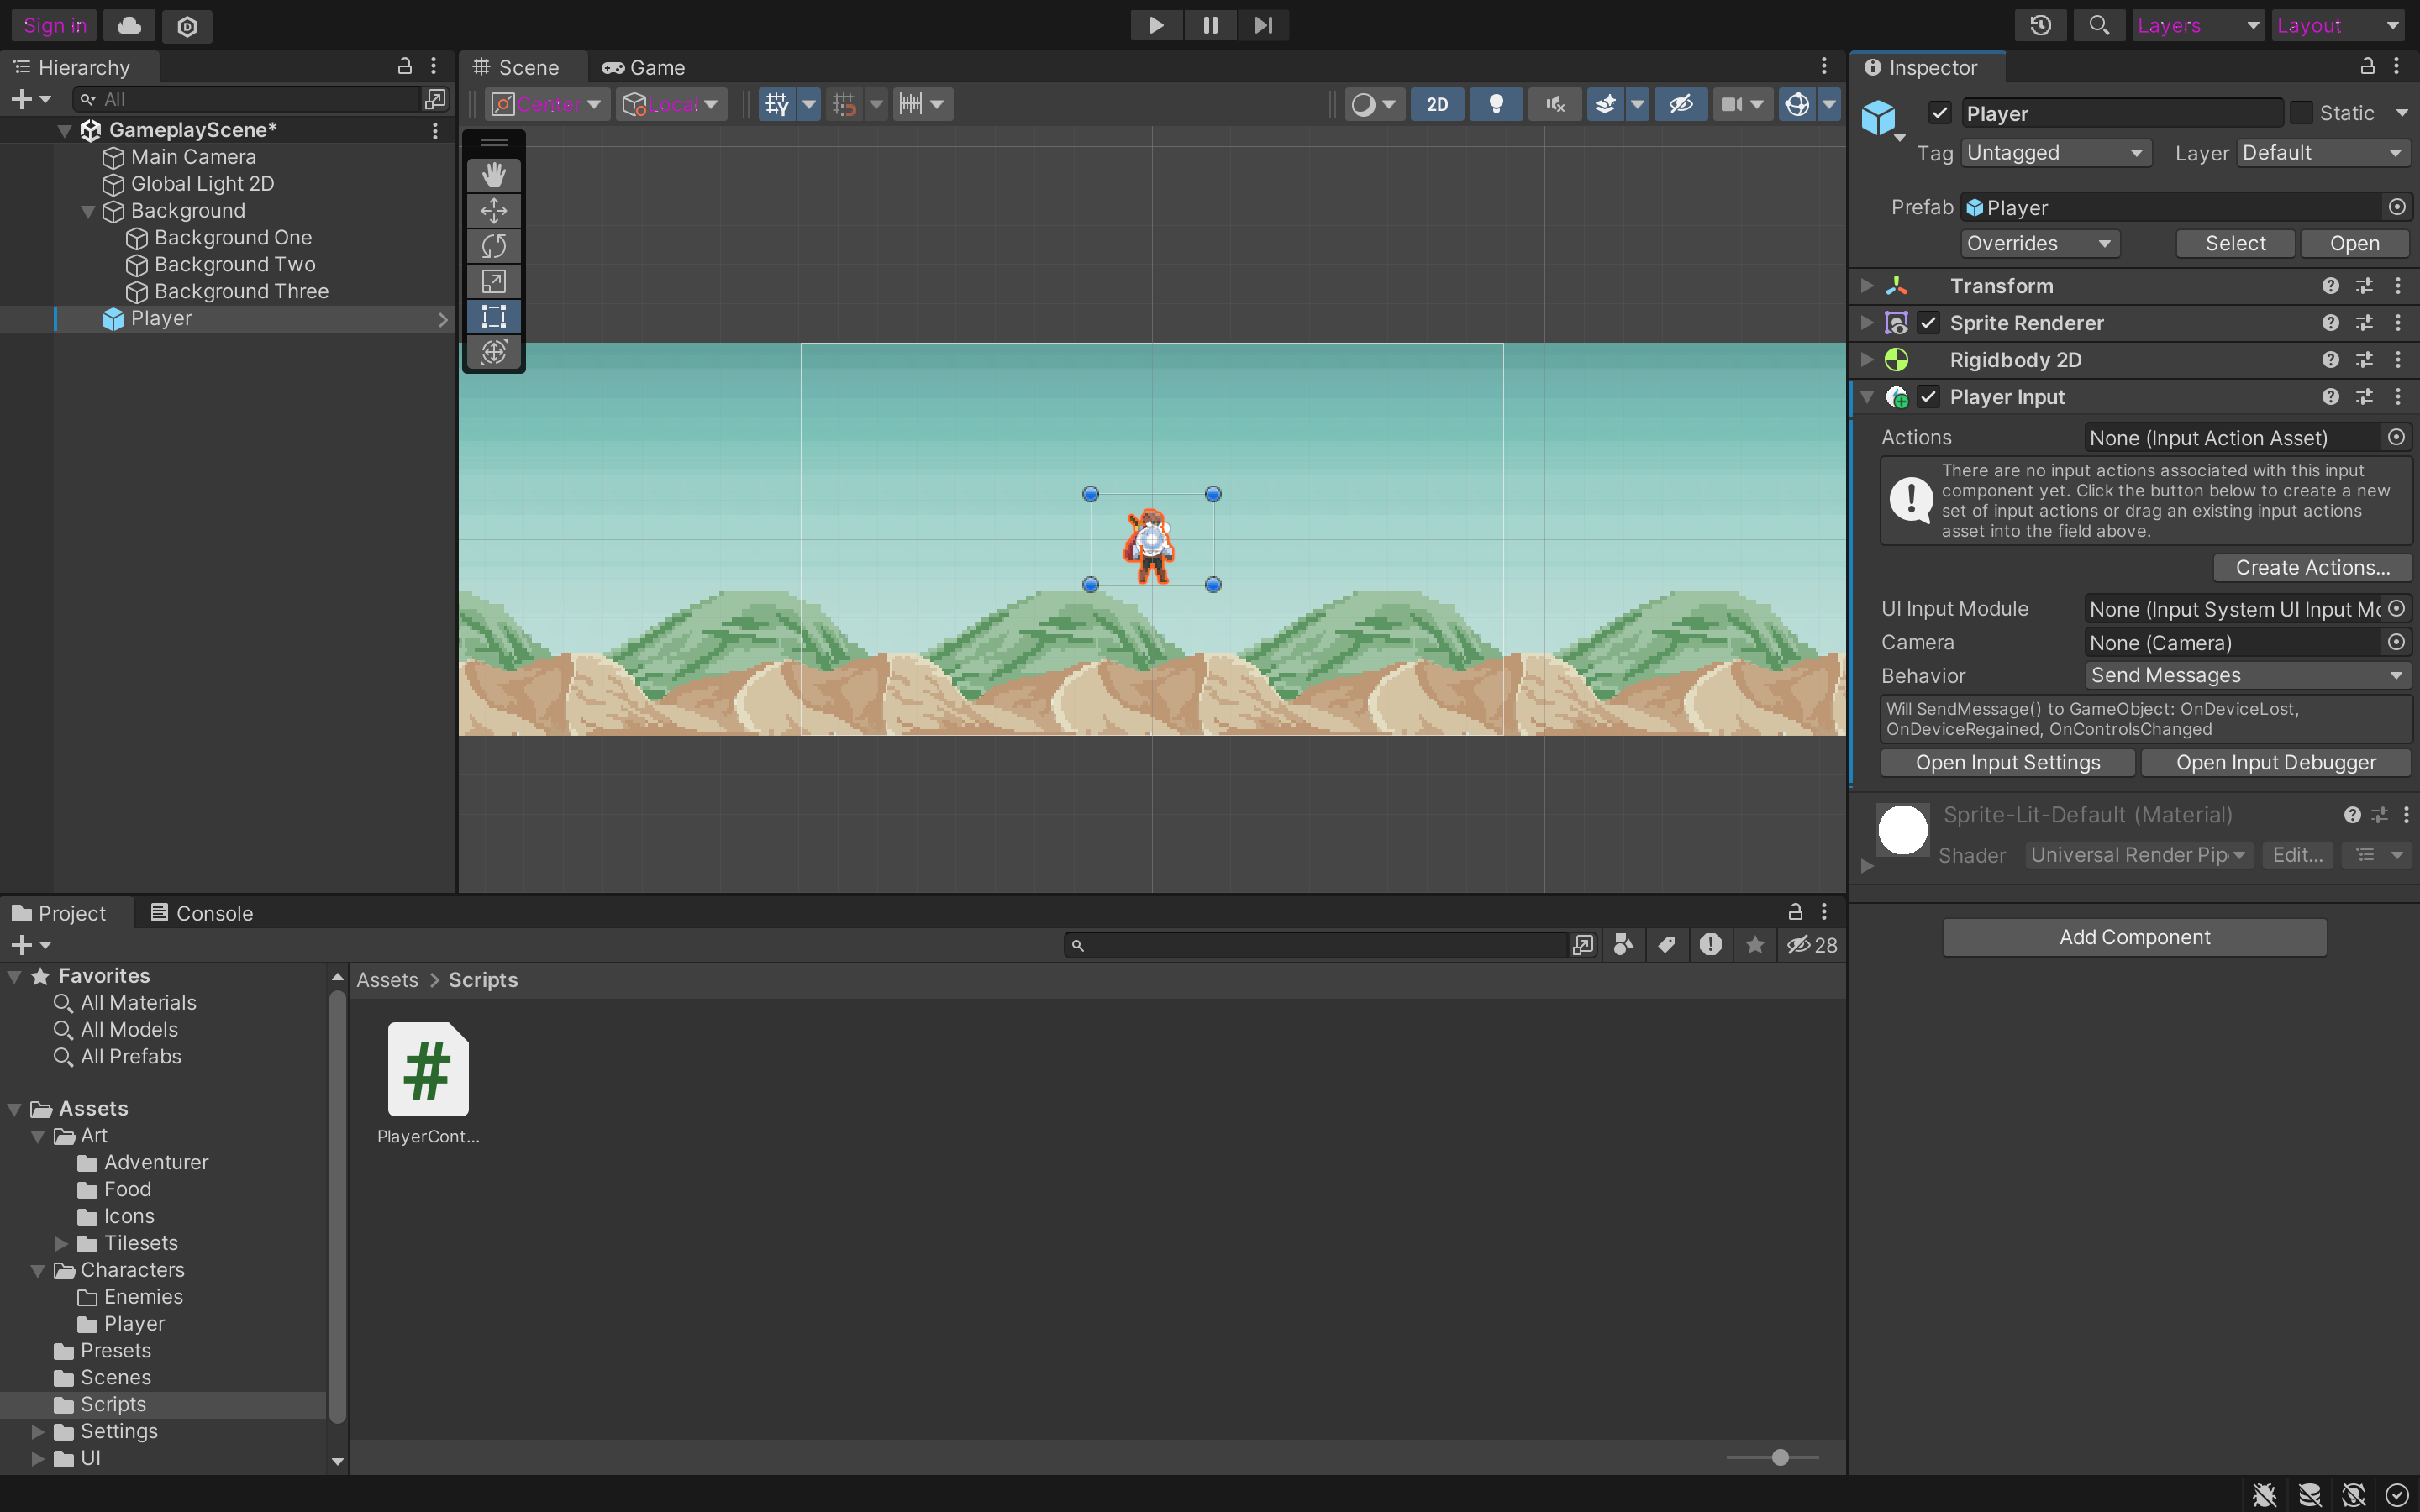 Sign in
Layers
Layout
Hierarchy
All
GameplayScene*
Main Camera
Global Light 2D
Background
Background One
Background Two
Background Three
Player
Scene
Game
Center
Local
2D
Inspector
Player
Static
Tag
Untagged
Layer
Default
Prefab
Player
Overrides
Select
Open
Transform
Sprite Renderer
Rigidbody 2D
Player Input
Actions
None (Input Action Asset)
There are no input actions associated with this input
component yet. Click the button below to create a new
set of input actions or drag an existing input actions
asset into the field above.
Create Actions...
UI Input Module
None (Input System UI Input Mo
Camera
None (Camera)
Behavior
Send Messages
Will SendMessage() to GameObject: OnDeviceLost,
OnDeviceRegained, OnControlsChanged
Open Input Settings
Open Input Debugger
Sprite-Lit-Default (Material)
Shader
Universal Render Pip
Edit...
Add Component
Project
Console
28
Favorites
All Materials
All Models
All Prefabs
Assets
Art
Adventurer
Food
Icons
Tilesets
Characters
Enemies
Player
Presets
Scenes
Scripts
Settings
UI
Assets > Scripts
#
PlayerCont...